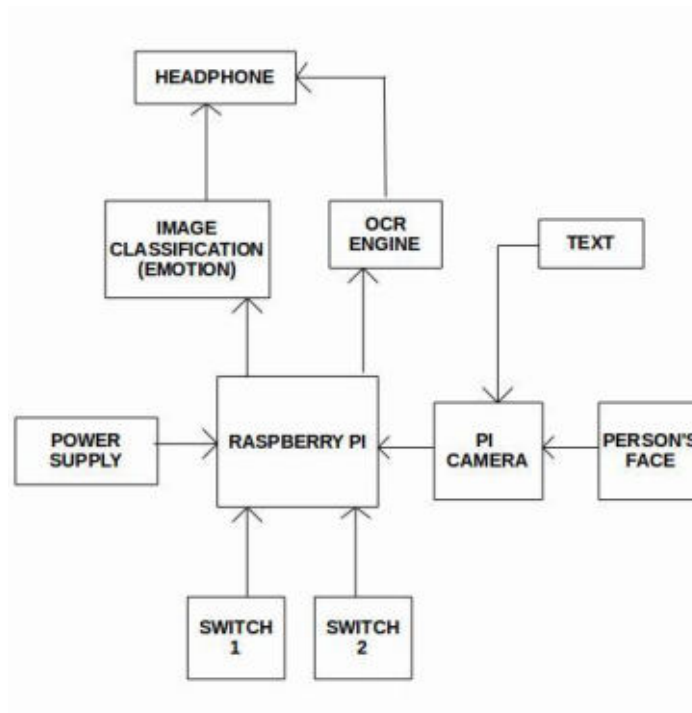 HEADPHONE
IMAGE
CLASSIFICATION
(EMOTION)
OCR
ENGINE
TEXT
POWER
SUPPLY
RASPBERRY PI
PI
CAMERA
PERSON'S
FACE
SWITCH
1
SWITCH
2